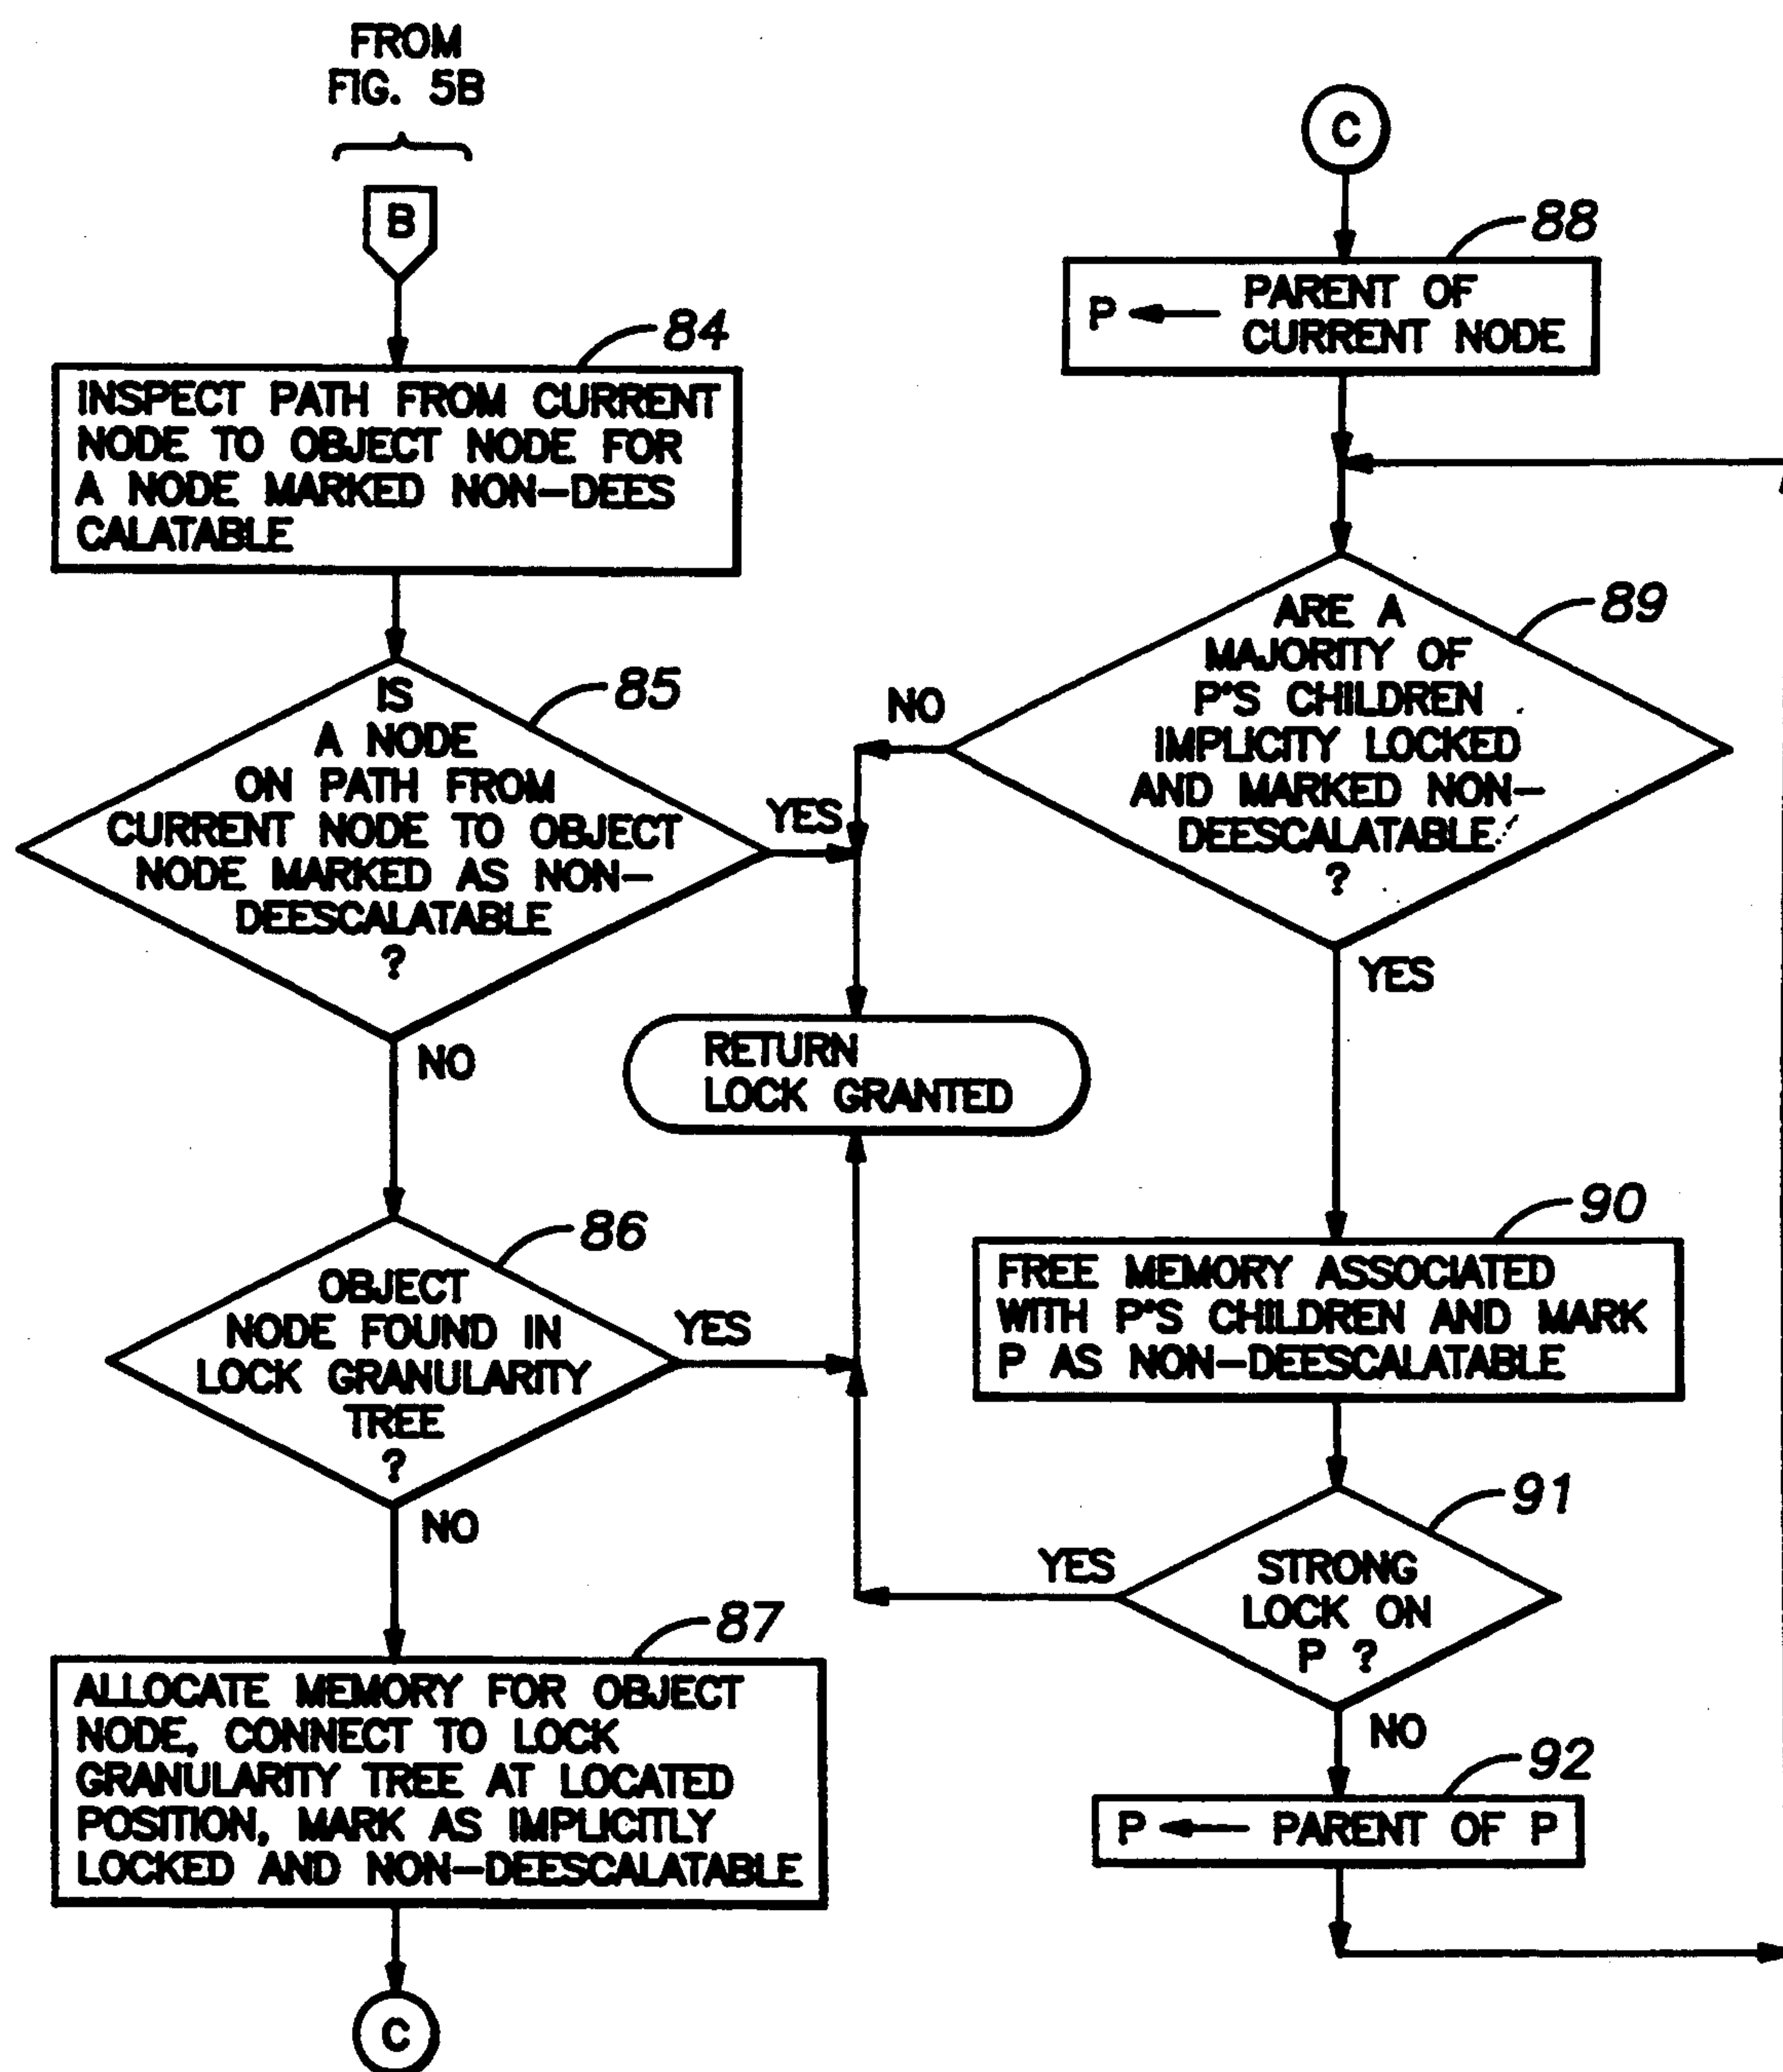 FROM
FIG. 5B
B
84
INSPECT PATH FROM CURRENT
NODE TO OBJECT NODE FOR
A NODE MARKED NON-DEES
CALATABLE
85
IS
A NODE
ON PATH FROM
CURRENT NODE TO OBJECT
NODE MARKED AS NON-
DEESCALATABLE
?
YES
NO
86
OBJECT
NODE FOUND IN
LOCK GRANULARITY
TREE
?
YES
NO
87
ALLOCATE MEMORY FOR OBJECT
NODE, CONNECT TO LOCK
GRANULARITY TREE AT LOCATED
POSITION, MARK AS IMPLICITLY
LOCKED AND NON-DEESCALATABLE
C
RETURN
LOCK GRANTED
C
88
P ← PARENT OF
CURRENT NODE
89
ARE A
MAJORITY OF
P'S CHILDREN
IMPLICITY LOCKED
AND MARKED NON-
DEESCALATABLE
?
NO
YES
90
FREE MEMORY ASSOCIATED
WITH P'S CHILDREN AND MARK
P AS NON-DEESCALATABLE
91
STRONG
LOCK ON
P ?
YES
NO
92
P ← PARENT OF P